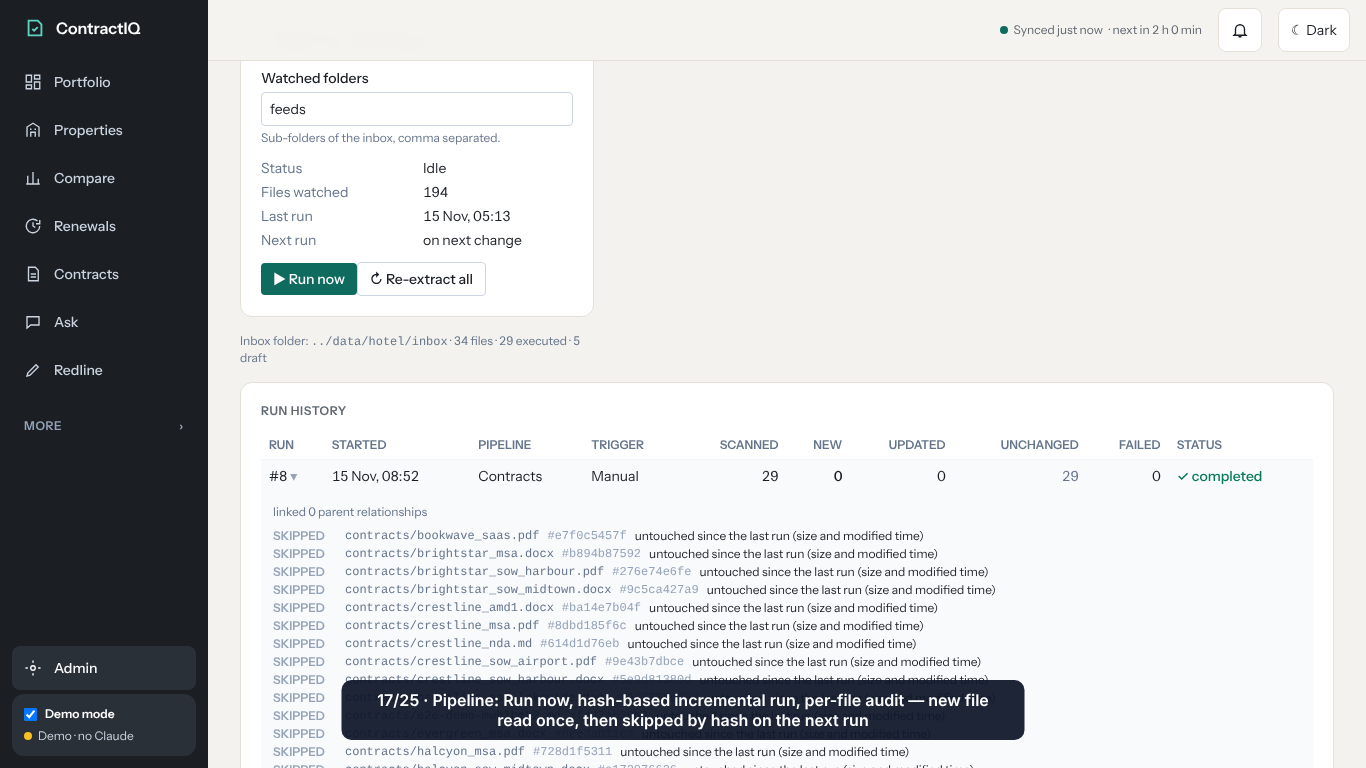 ContractIQ
Portfolio
Properties
Compare
Renewals
Contracts
Ask
Redline
MORE ›
Admin
Demo mode
Demo · no Claude
Synced just now · next in 2 h 0 min
☾ Dark
Watched folders
feeds
Sub-folders of the inbox, comma separated.
Status Idle
Files watched 194
Last run 15 Nov, 05:13
Next run on next change
▶ Run now ↻ Re-extract all
Inbox folder: ../data/hotel/inbox · 34 files · 29 executed · 5
draft
RUN HISTORY
RUN STARTED PIPELINE TRIGGER SCANNED NEW UPDATED UNCHANGED FAILED STATUS
#8 ▾ 15 Nov, 08:52 Contracts Manual 29 0 0 29 0 ✓ completed
linked 0 parent relationships
SKIPPED contracts/bookwave_saas.pdf #e7f0c5457f untouched since the last run (size and modified time)
SKIPPED contracts/brightstar_msa.docx #b894b87592 untouched since the last run (size and modified time)
SKIPPED contracts/brightstar_sow_harbour.pdf #276e74e6fe untouched since the last run (size and modified time)
SKIPPED contracts/brightstar_sow_midtown.docx #9c5ca427a9 untouched since the last run (size and modified time)
SKIPPED contracts/crestline_amd1.docx #ba14e7b04f untouched since the last run (size and modified time)
SKIPPED contracts/crestline_msa.pdf #8dbd185f6c untouched since the last run (size and modified time)
SKIPPED contracts/crestline_nda.md #614d1d76eb untouched since the last run (size and modified time)
SKIPPED contracts/crestline_sow_airport.pdf #9e43b7dbce untouched since the last run (size and modified time)
SKIPPED
SKIPPED
SKIPPED
SKIPPED
17/25 · Pipeline: Run now, hash-based incremental run, per-file audit — new file
read once, then skipped by hash on the next run
SKIPPED contracts/halcyon_msa.pdf #728d1f5311 untouched since the last run (size and modified time)